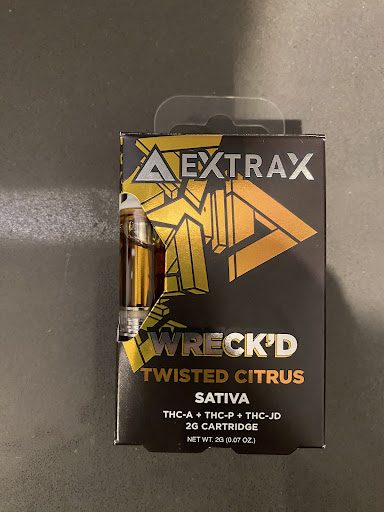 EXTRAX
WRECK'D
TWISTED CITRUS
SATIVA
THC-A + THC-P + THC-JD
2G CARTRIDGE
NET WT. 2G (0.07 OZ.)